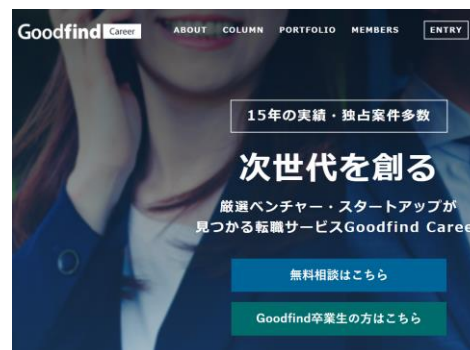 Goodfind Career
ABOUT COLUMN PORTFOLIO MEMBERS ENTRY
15年の実績・独占案件多数
次世代を創る
厳選ベンチャー・スタートアップが
見つかる転職サービスGoodfind Caree
無料相談はこちら
Goodfind卒業生の方はこちら